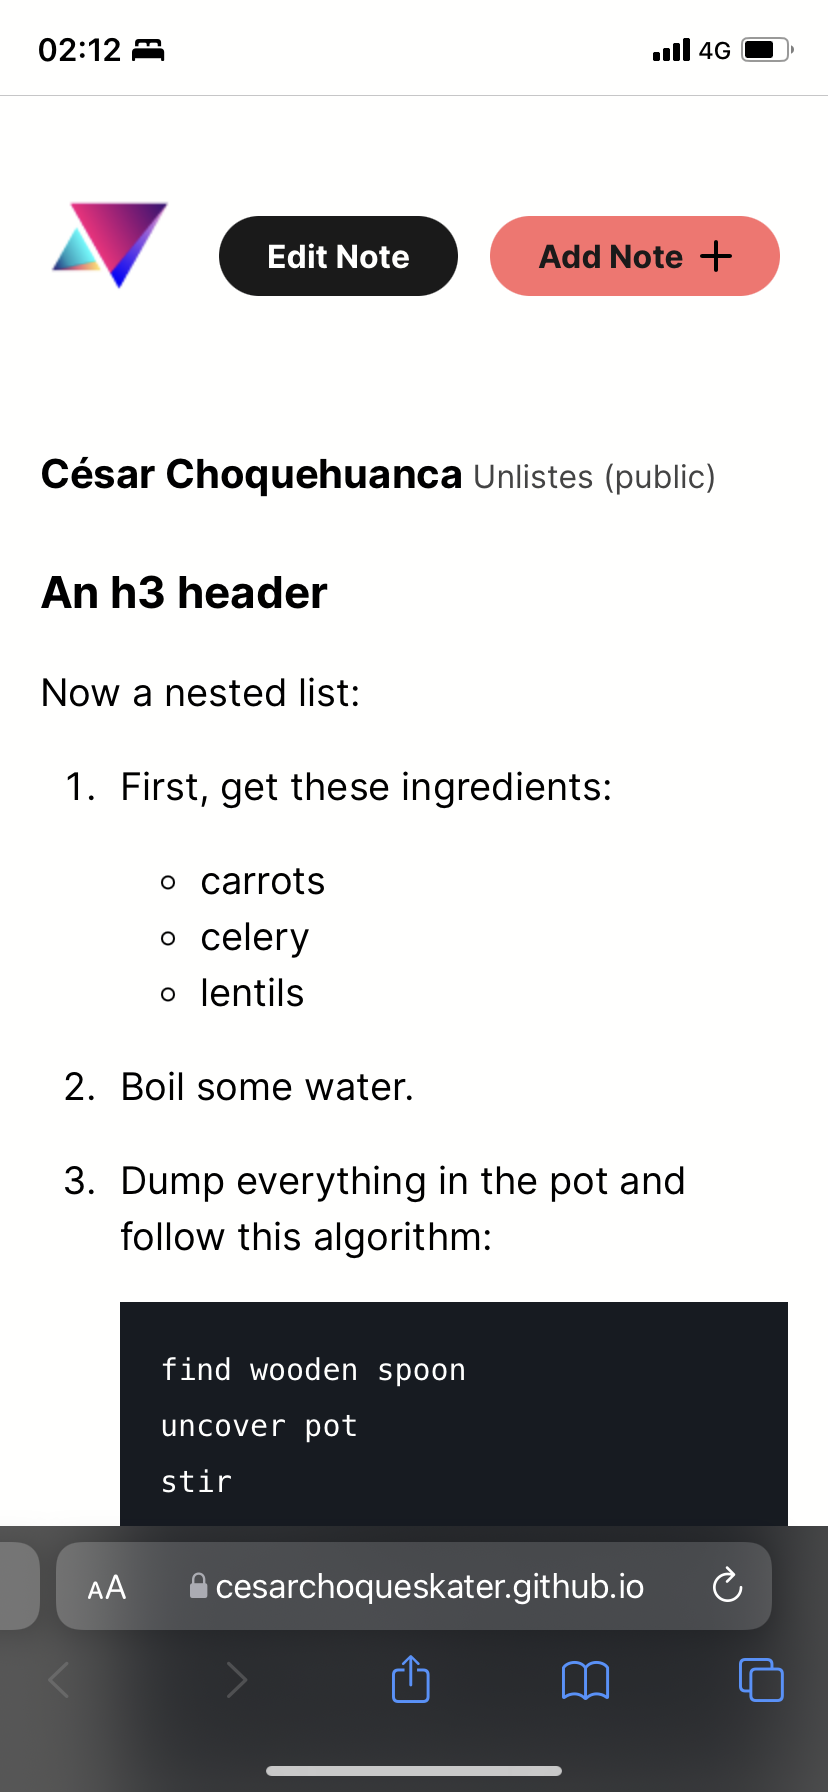 02:12 4G
Edit Note Add Note +
César Choquehuanca Unlistes (public)
An h3 header
Now a nested list:
1. First, get these ingredients:
carrots
celery
lentils
2. Boil some water.
3. Dump everything in the pot and
follow this algorithm:
find wooden spoon
uncover pot
stir
AA cesarchoqueskater.github.io